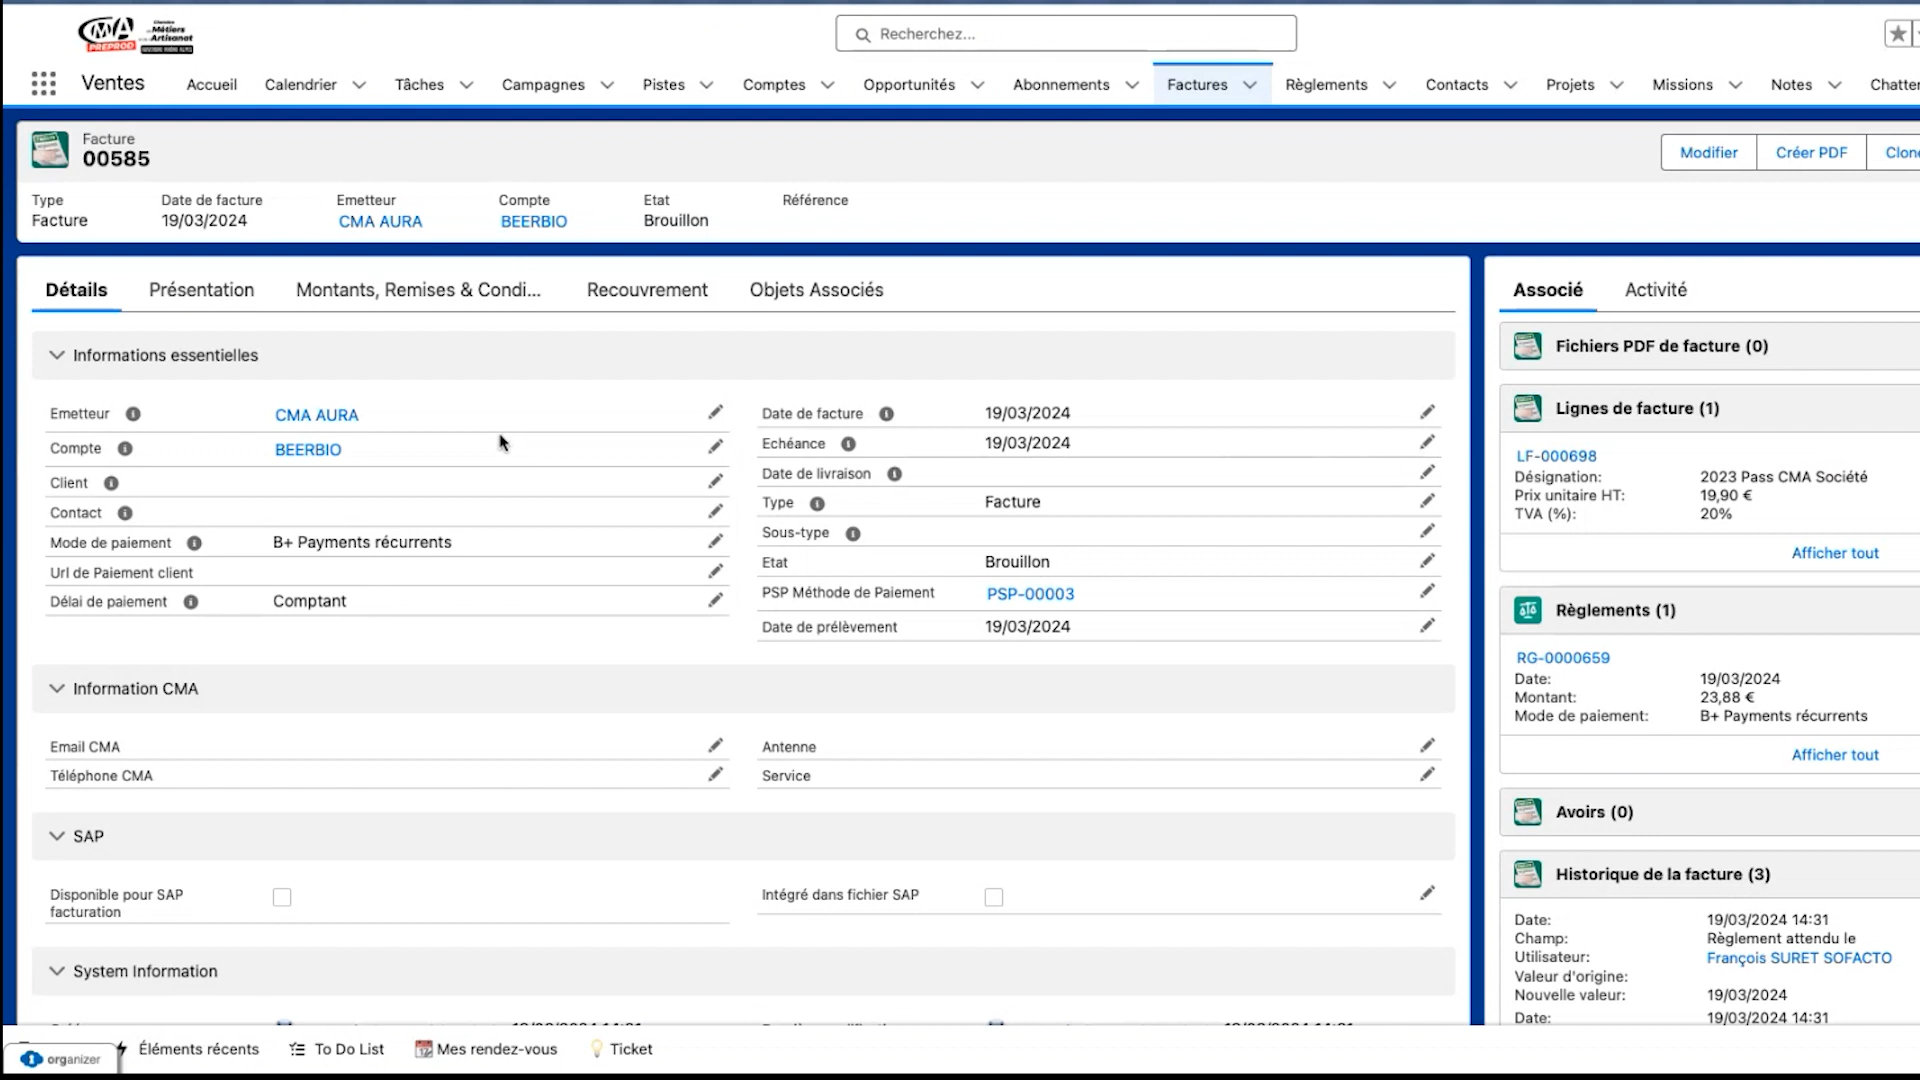 CMA
PREPROD
Métiers
Artisanat
Recherchez...
Ventes
Accueil
Calendrier
Tâches
Campagnes
Pistes
Comptes
Opportunités
Abonnements
Factures
Règlements
Contacts
Projets
Missions
Notes
Chatter
Facture
00585
Modifier
Créer PDF
Clone
Type
Date de facture
Emetteur
Compte
Etat
Référence
Facture
19/03/2024
CMA AURA
BEERBIO
Brouillon
Détails
Présentation
Montants, Remises & Condi...
Recouvrement
Objets Associés
Informations essentielles
Emetteur CMA AURA
Compte BEERBIO
Client
Contact
Mode de paiement B+ Payments récurrents
Url de Paiement client
Délai de paiement Comptant
Date de facture 19/03/2024
Echéance 19/03/2024
Date de livraison
Type Facture
Sous-type
Etat Brouillon
PSP Méthode de Paiement PSP-00003
Date de prélèvement 19/03/2024
Information CMA
Email CMA
Téléphone CMA
Antenne
Service
SAP
Disponible pour SAP
facturation
Intégré dans fichier SAP
System Information
Associé
Activité
Fichiers PDF de facture (0)
Lignes de facture (1)
LF-000698
Désignation: 2023 Pass CMA Société
Prix unitaire HT: 19,90 €
TVA (%): 20%
Afficher tout
Règlements (1)
RG-0000659
Date: 19/03/2024
Montant: 23,88 €
Mode de paiement: B+ Payments récurrents
Afficher tout
Avoirs (0)
Historique de la facture (3)
Date: 19/03/2024 14:31
Champ: Règlement attendu le
Utilisateur: François SURET SOFACTO
Valeur d'origine:
Nouvelle valeur: 19/03/2024
Date: 19/03/2024 14:31
organizer
Éléments récents
To Do List
Mes rendez-vous
Ticket